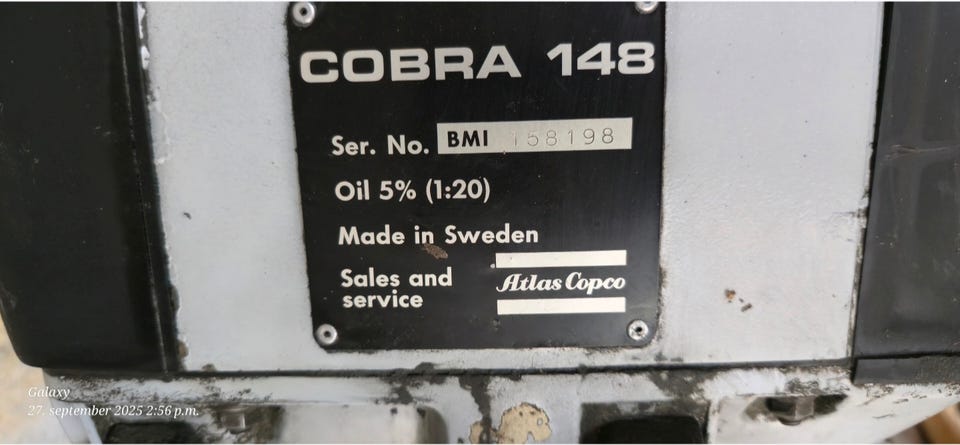 COBRA 148
Ser. No. BMI 158198
Oil 5% (1:20)
Made in Sweden
Sales and
service
Atlas Copco
Galaxy
27. september 2025 2:56 p.m.